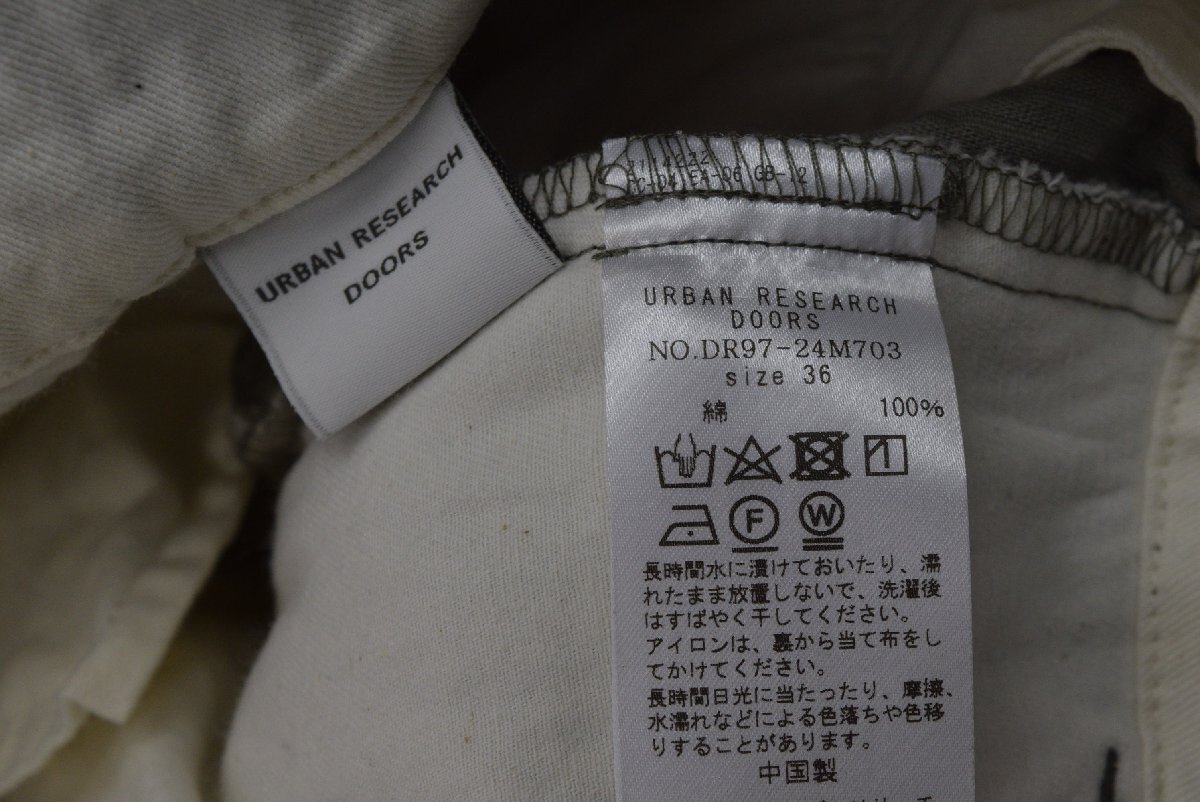 URBAN RESEARCH
DOORS
URBAN RESEARCH
DOORS
NO.DR97-24M703
size 36
綿 100%
F W
長時間水に漬けておいたり、濡
れたまま放置しないで、洗濯後
はすばやく干してください。
アイロンは、裏から当て布をし
てかけてください。
長時間日光に当たったり、摩擦、
水濡れなどによる色落ちや色移
りすることがあります。
中国製